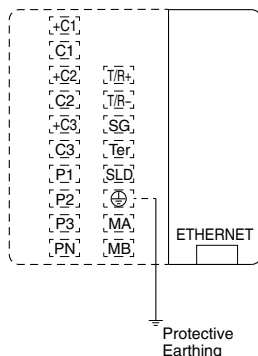 +C1
C1
+C2 T/R+
C2 T/R−
+C3 SG
C3 Ter
P1 SLD
P2
P3 MA
PN MB
ETHERNET
Protective
Earthing